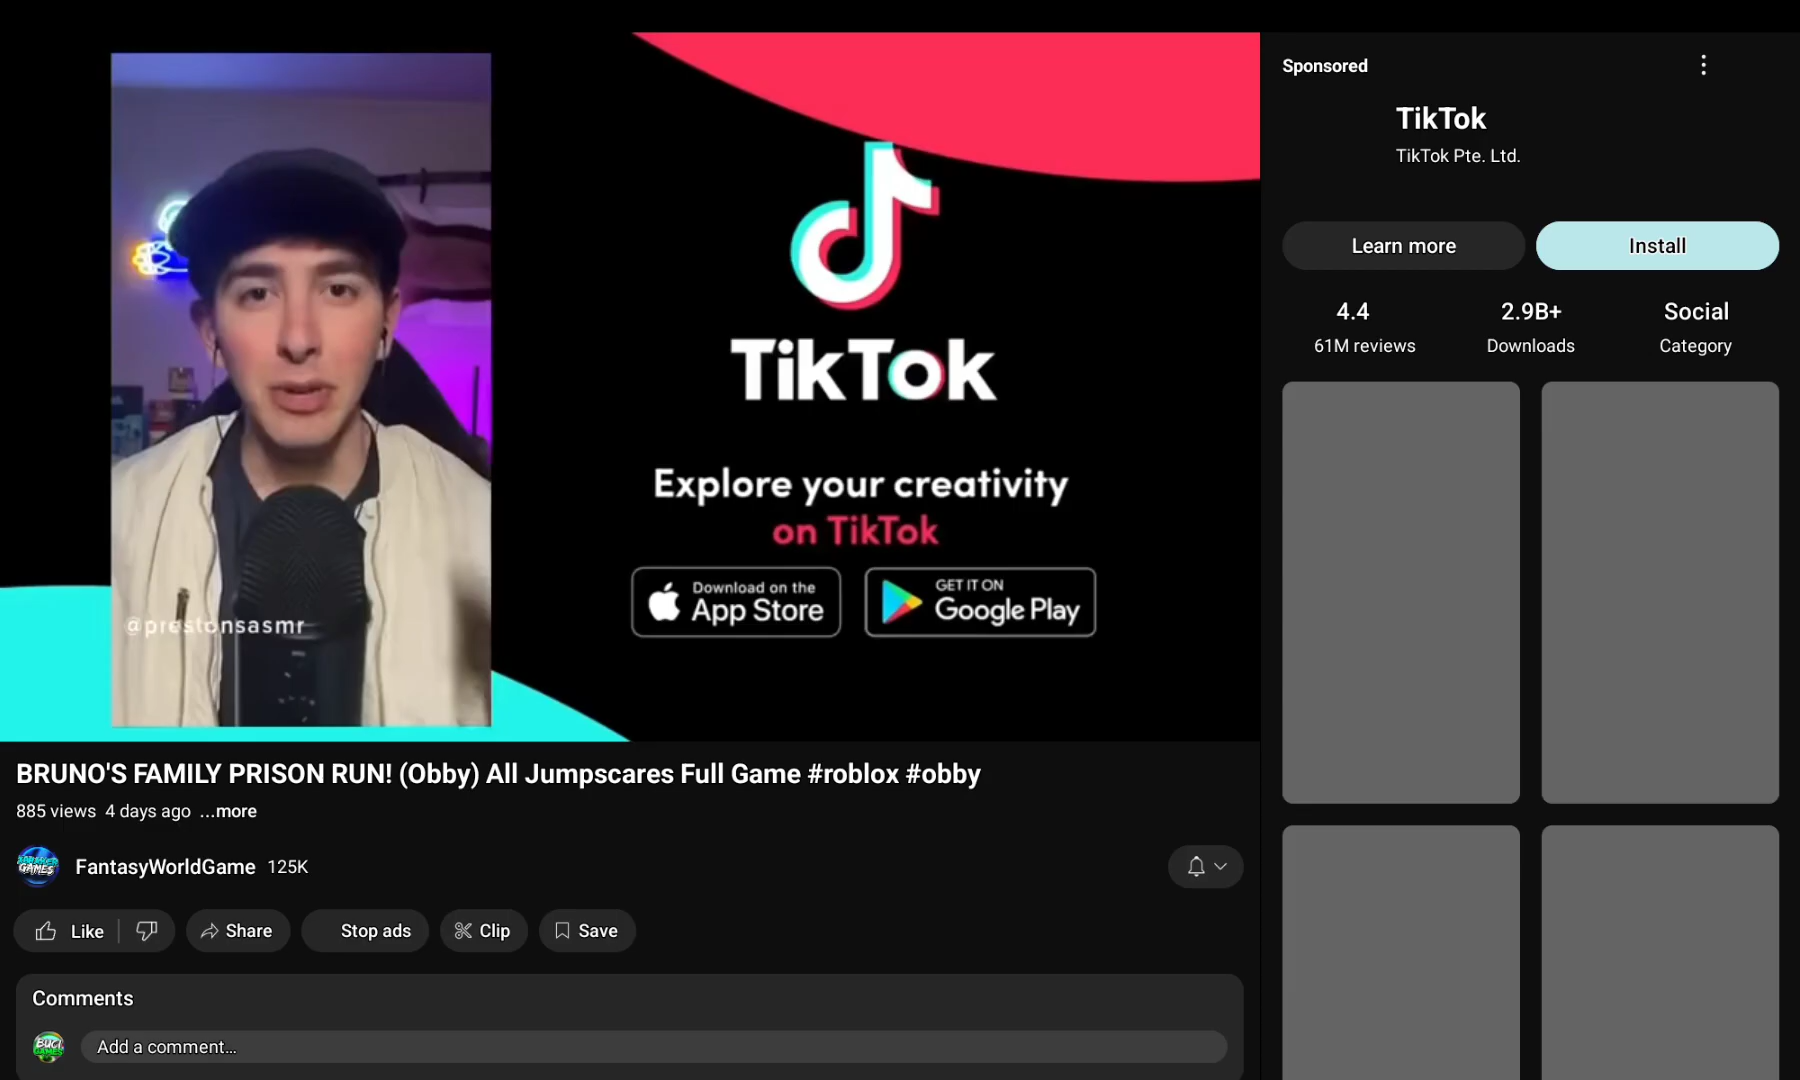 @prestonsasmr
TikTok
Explore your creativity
on TikTok
Download on the
App Store
GET IT ON
Google Play
Sponsored
TikTok
TikTok Pte. Ltd.
Learn more
Install
4.4
61M reviews
2.9B+
Downloads
Social
Category
BRUNO'S FAMILY PRISON RUN! (Obby) All Jumpscares Full Game #roblox #obby
885 views 4 days ago ...more
GAMES
FantasyWorldGame 125K
Like
Share
Stop ads
Clip
Save
Comments
BUCI
GAMES
Add a comment...